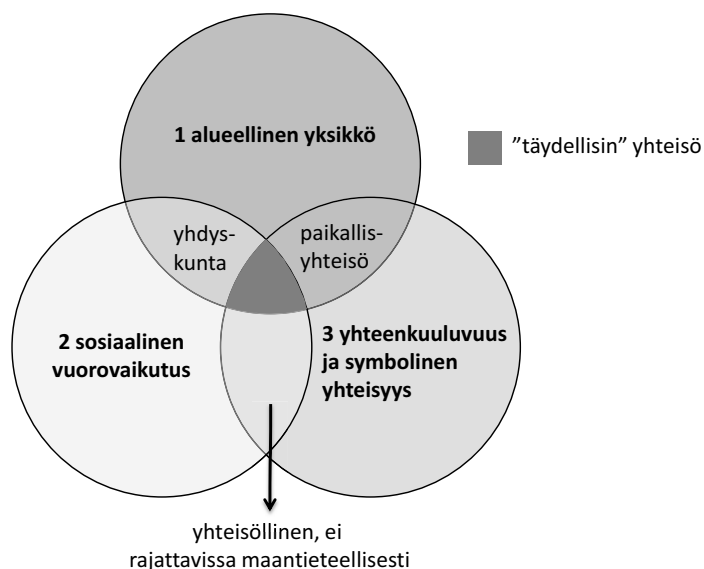 1 alueellinen yksikkö
”täydellisin” yhteisö
yhdys-
kunta
paikallis-
yhteisö
2 sosiaalinen
vuorovaikutus
3 yhteenkuuluvuus
ja symbolinen
yhteisyys
yhteisöllinen, ei
rajattavissa maantieteellisesti